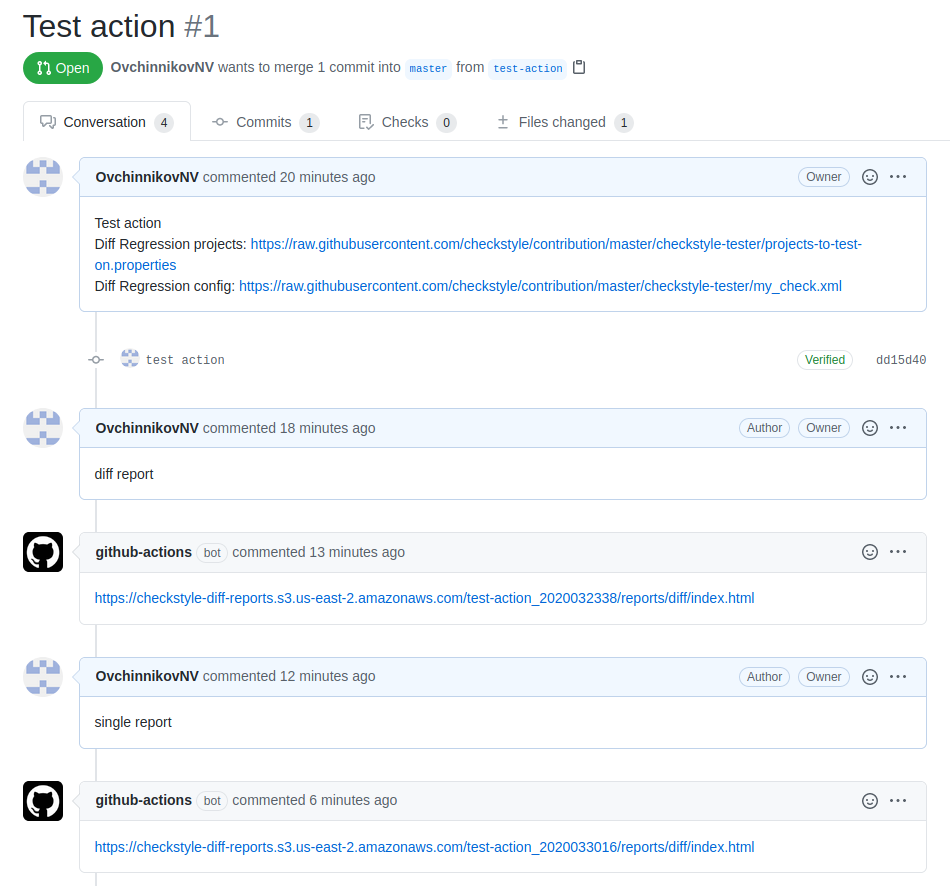 Test action #1
Open OvchinnikovNV wants to merge 1 commit into master from test-action
Conversation 4 Commits 1 Checks 0 Files changed 1
OvchinnikovNV commented 20 minutes ago Owner
Test action
Diff Regression projects: https://raw.githubusercontent.com/checkstyle/contribution/master/checkstyle-tester/projects-to-test-
on.properties
Diff Regression config: https://raw.githubusercontent.com/checkstyle/contribution/master/checkstyle-tester/my_check.xml
test action Verified dd15d40
OvchinnikovNV commented 18 minutes ago Author Owner
diff report
github-actions bot commented 13 minutes ago
https://checkstyle-diff-reports.s3.us-east-2.amazonaws.com/test-action_2020032338/reports/diff/index.html
OvchinnikovNV commented 12 minutes ago Author Owner
single report
github-actions bot commented 6 minutes ago
https://checkstyle-diff-reports.s3.us-east-2.amazonaws.com/test-action_2020033016/reports/diff/index.html